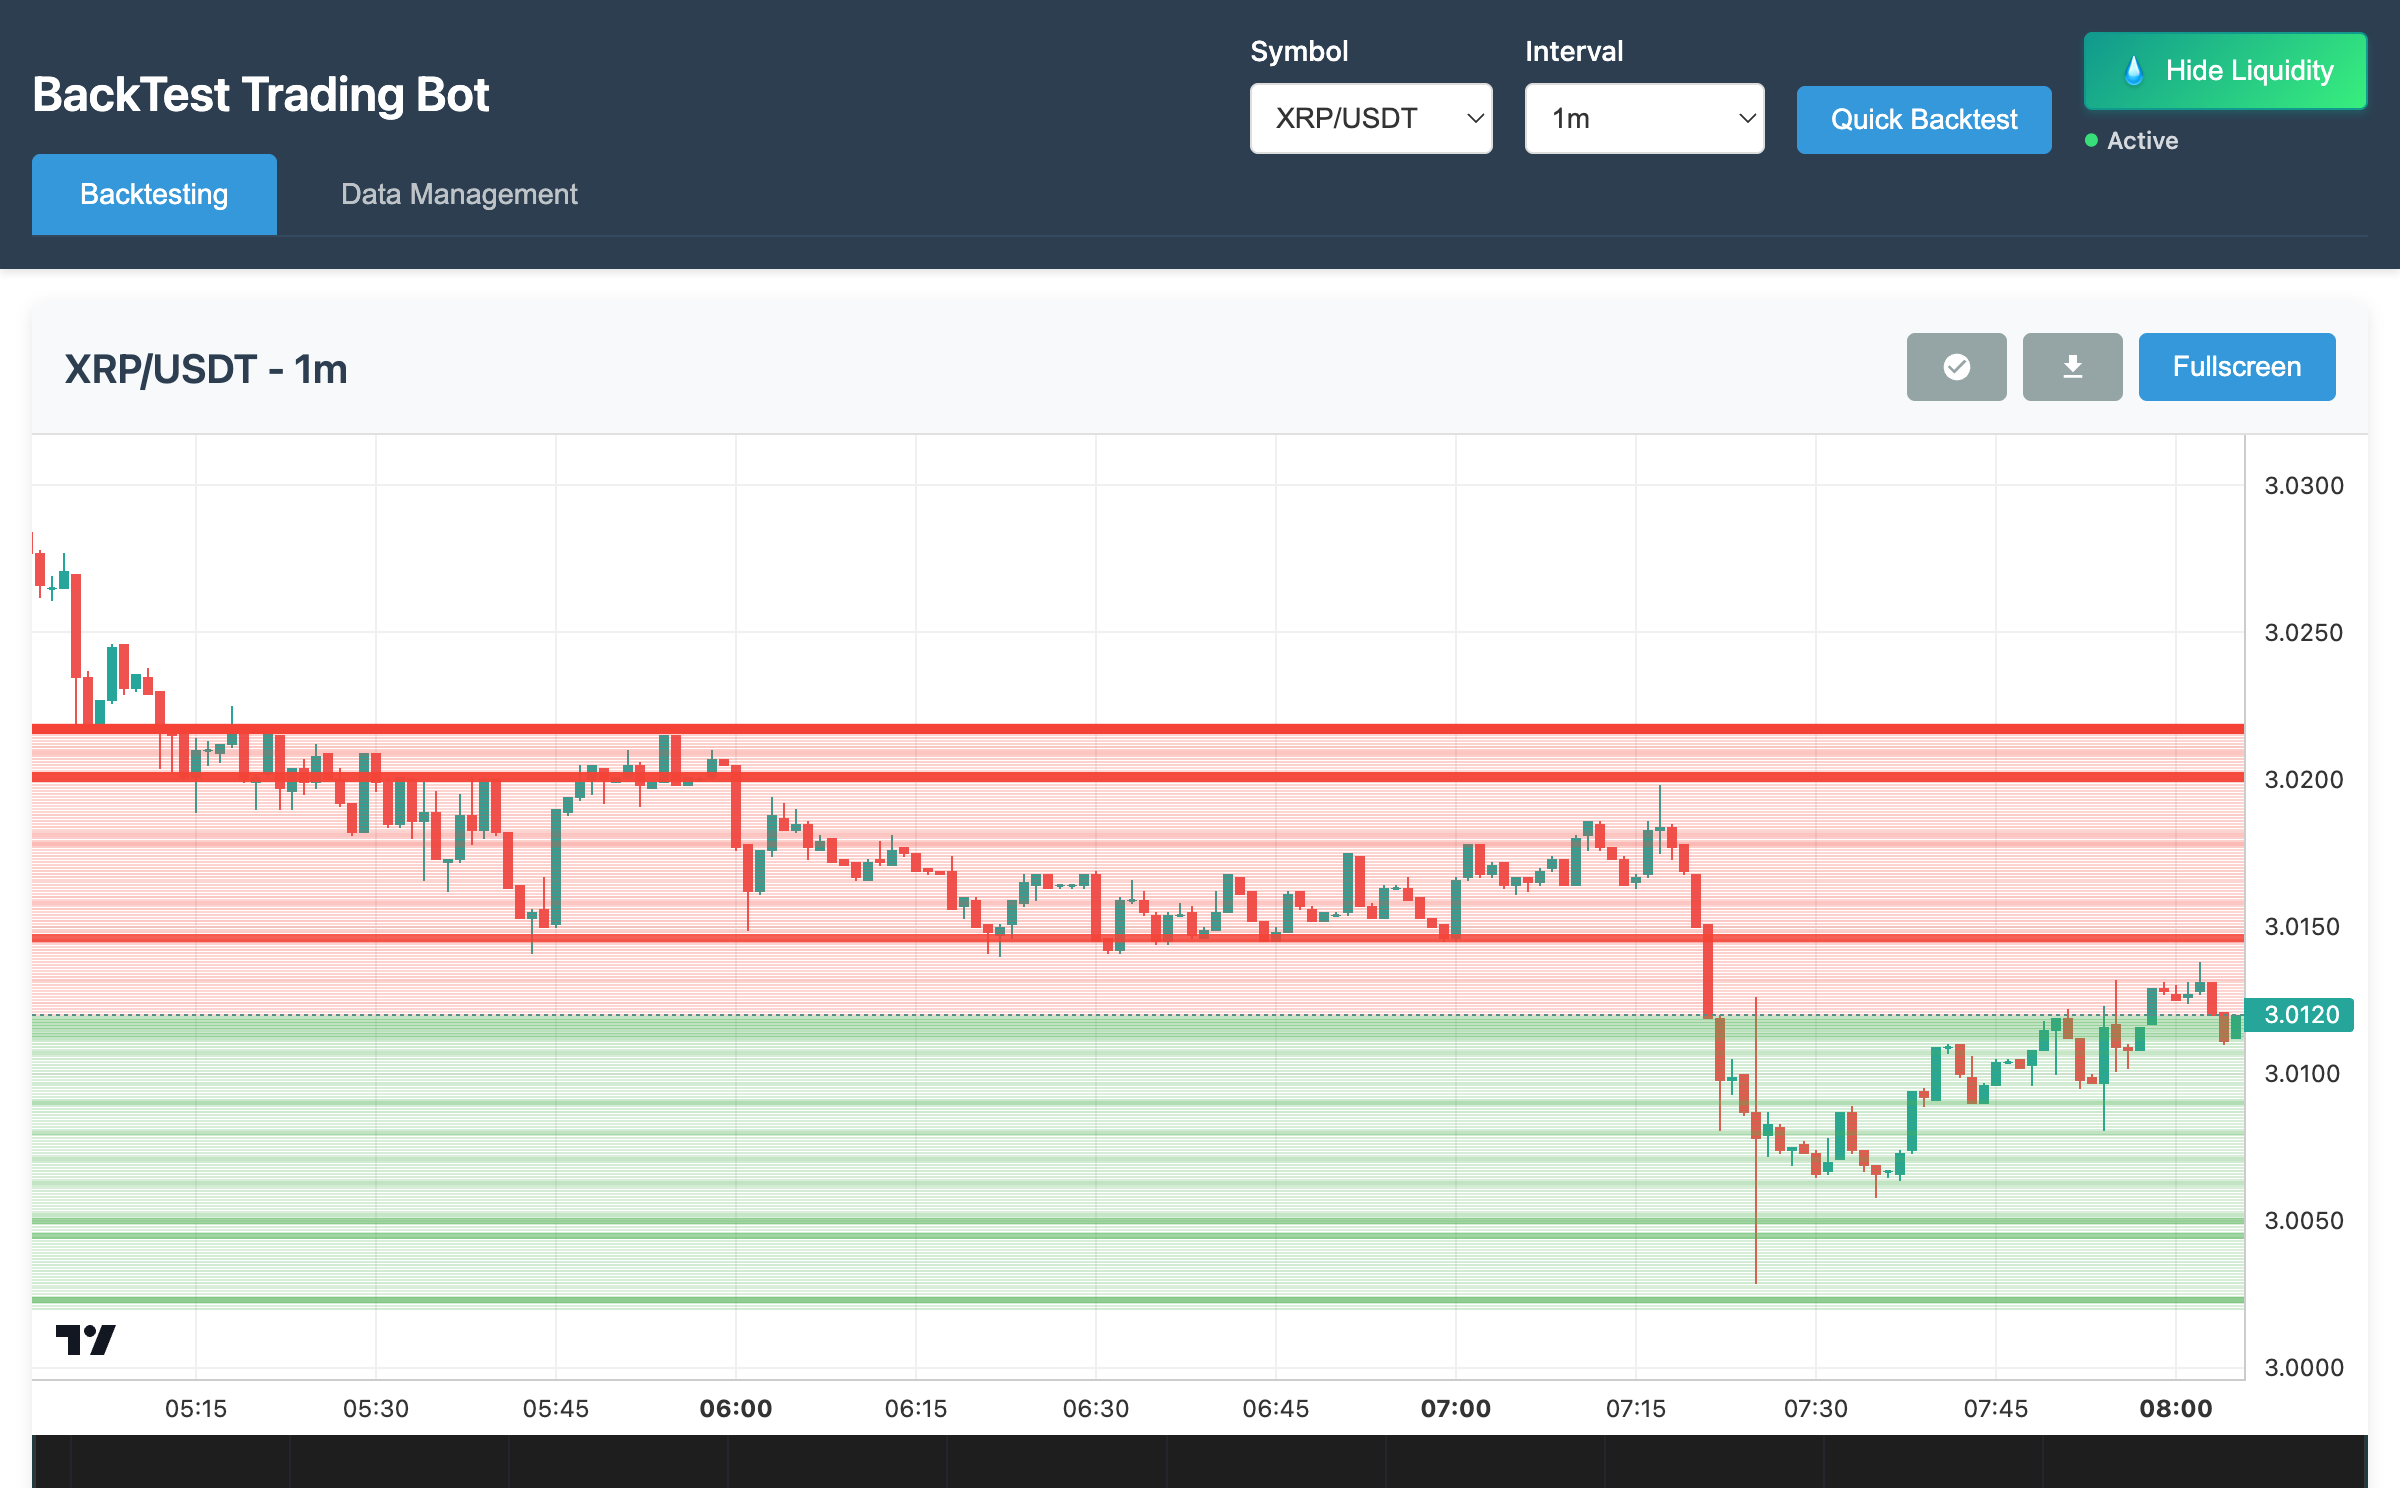 BackTest Trading Bot
Symbol
XRP/USDT
Interval
1m
Quick Backtest
Hide Liquidity
Active
Backtesting
Data Management
XRP/USDT - 1m
Fullscreen
3.0300
3.0250
3.0200
3.0150
3.0120
3.0100
3.0050
3.0000
05:15
05:30
05:45
06:00
06:15
06:30
06:45
07:00
07:15
07:30
07:45
08:00